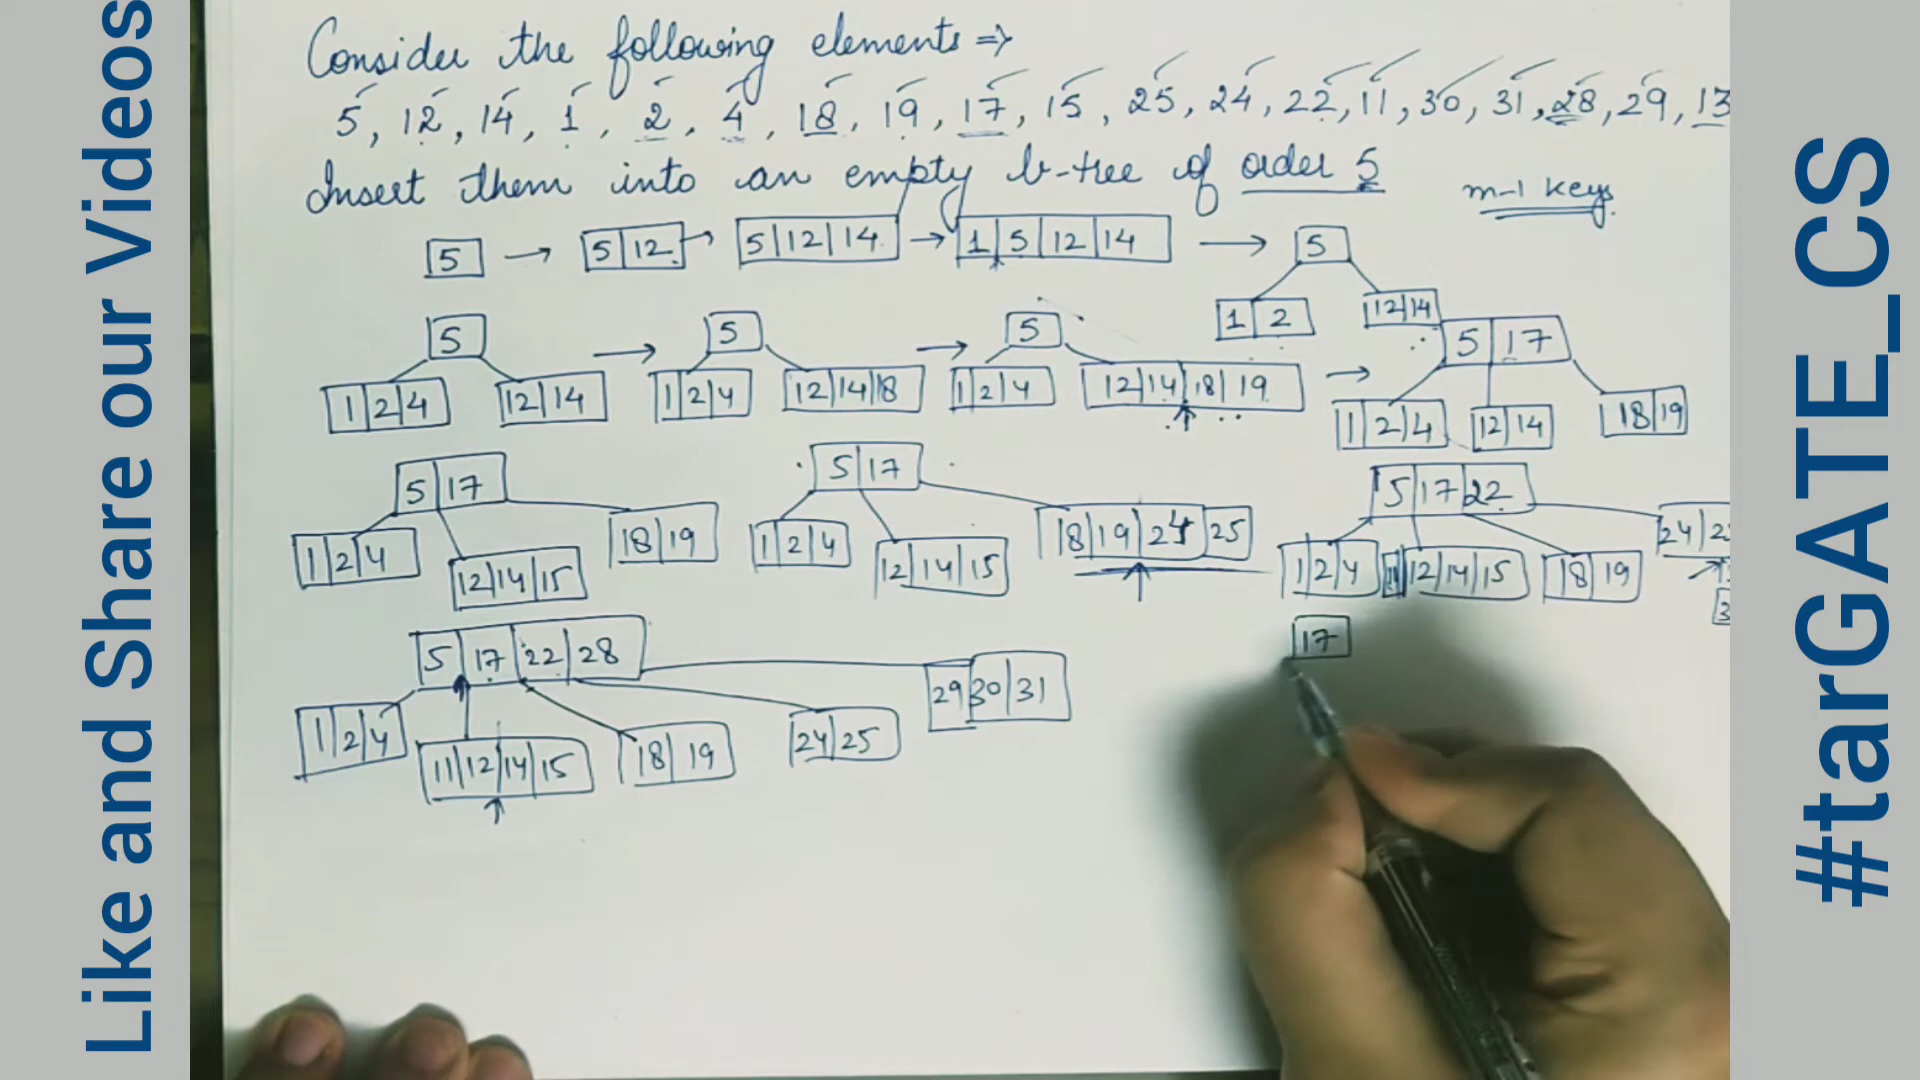 Like and Share our Videos
Consider the following elements ⇒
5, 12, 14, 1, 2, 4, 18, 19, 17, 15, 25, 24, 22, 11, 30, 31, 28, 29, 13
Insert them into an empty b-tree of order 5
m-1 keys
5 → 5 12 → 5 12 14 → 1 5 12 14 → 5
1 2 12 14
5 → 5 → 5 → 5 17
1 2 4 12 14 1 2 4 12 14 18 1 2 4 12 14 18 19 1 2 4 12 14 18 19
5 17 5 17 5 17 22
1 2 4 12 14 15 18 19 1 2 4 12 14 15 18 19 24 25 1 2 4 11 12 14 15 18 19 24
17
5 17 22 28
1 2 4 11 12 14 15 18 19 24 25 29 30 31
#tarGATE_CS